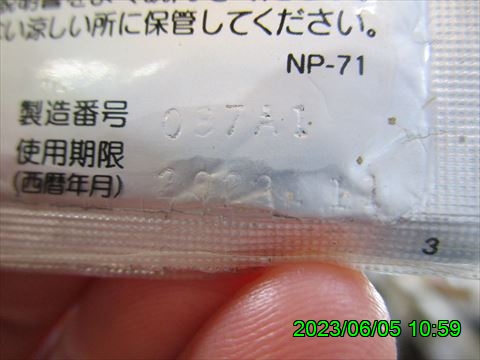 い涼しい所に保管してください。
NP-71
製造番号 037A1
使用期限
(西暦年月)
3
2023/06/05 10:59